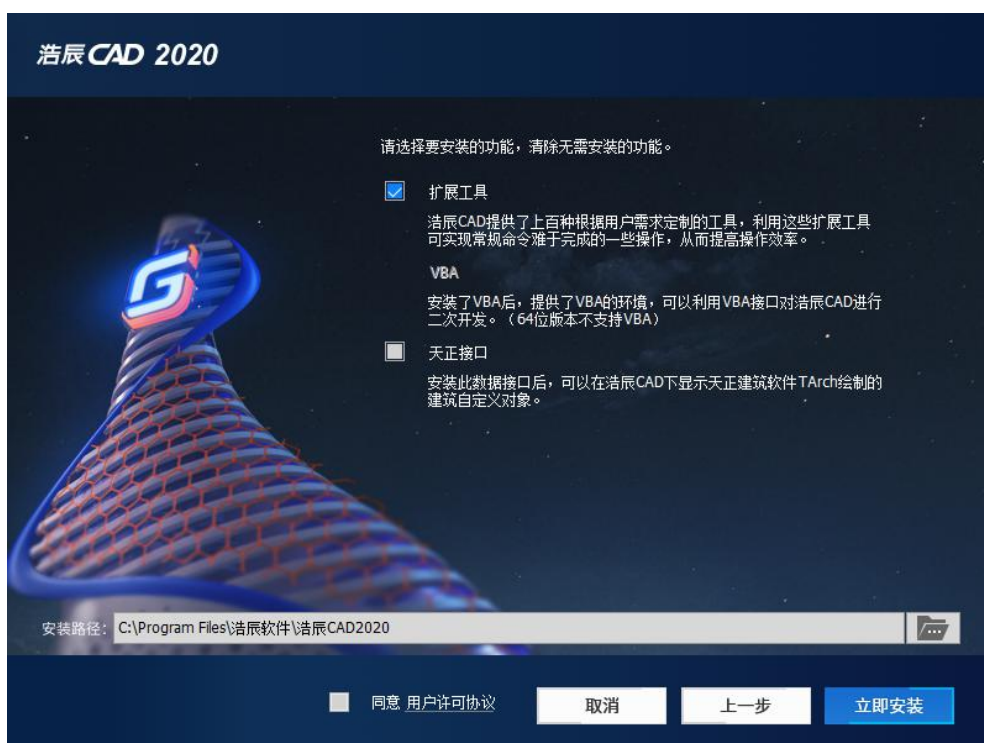 浩辰CAD 2020
请选择要安装的功能，清除无需安装的功能。
扩展工具
浩辰CAD提供了上百种根据用户需求定制的工具，利用这些扩展工具
可实现常规命令难于完成的一些操作，从而提高操作效率。
VBA
安装了VBA后，提供了VBA的环境，可以利用VBA接口对浩辰CAD进行
二次开发。（64位版本不支持VBA）
天正接口
安装此数据接口后，可以在浩辰CAD下显示天正建筑软件TArch绘制的
建筑自定义对象。
G
安装路径: C:\Program Files\浩辰软件\浩辰CAD2020
同意 用户许可协议 取消 上一步 立即安装